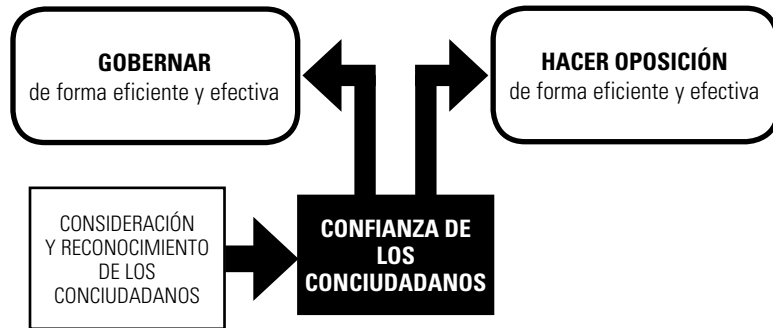 GOBERNAR
de forma eficiente y efectiva
HACER OPOSICIÓN
de forma eficiente y efectiva
CONSIDERACIÓN
Y RECONOCIMIENTO
DE LOS
CONCIUDADANOS
CONFIANZA DE
LOS
CONCIUDADANOS